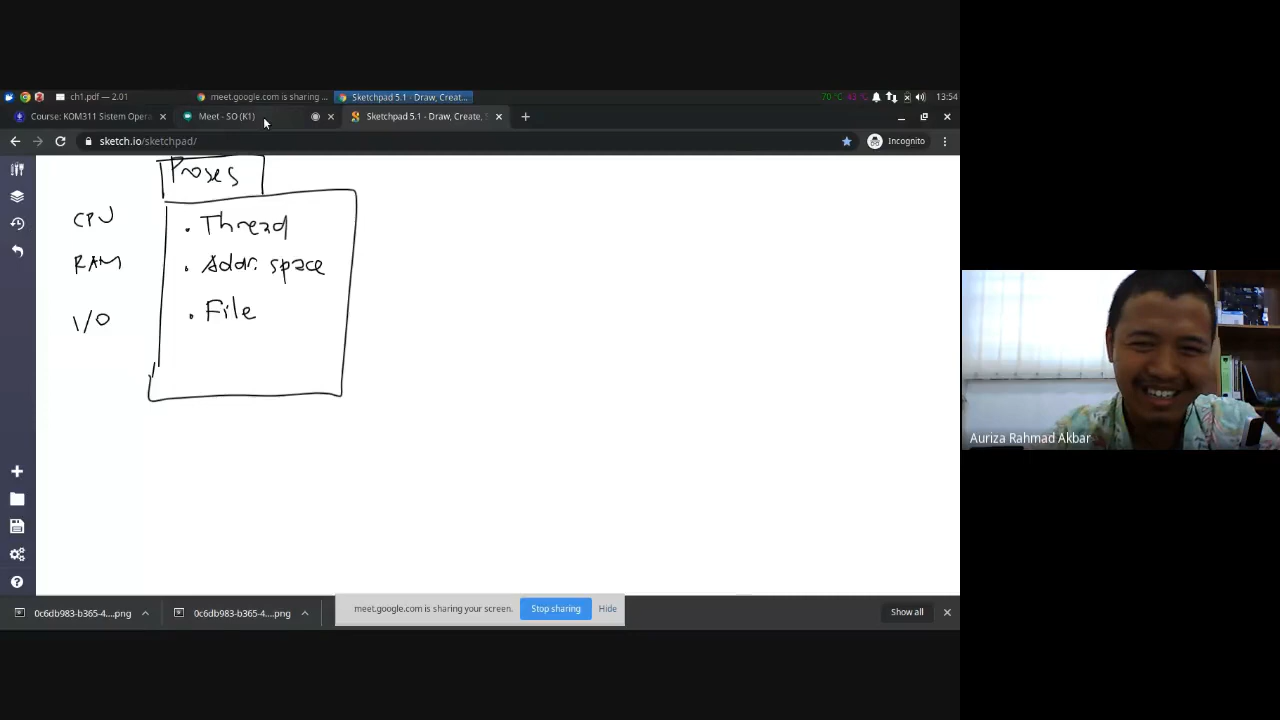 ch1.pdf — 2.01
meet.google.com is sharing ...
Sketchpad 5.1 - Draw, Creat...
70 °C
13:54
Course: KOM311 Sistem Opera
Meet - SO (K1)
Sketchpad 5.1 - Draw, Create,
sketch.io/sketchpad/
Incognito
Proses
CPU
• Thread
RAM
• Addr. space
I/O
• File
Auriza Rahmad Akbar
meet.google.com is sharing your screen.
Stop sharing
Hide
0c6db983-b365-4....png
0c6db983-b365-4....png
Show all